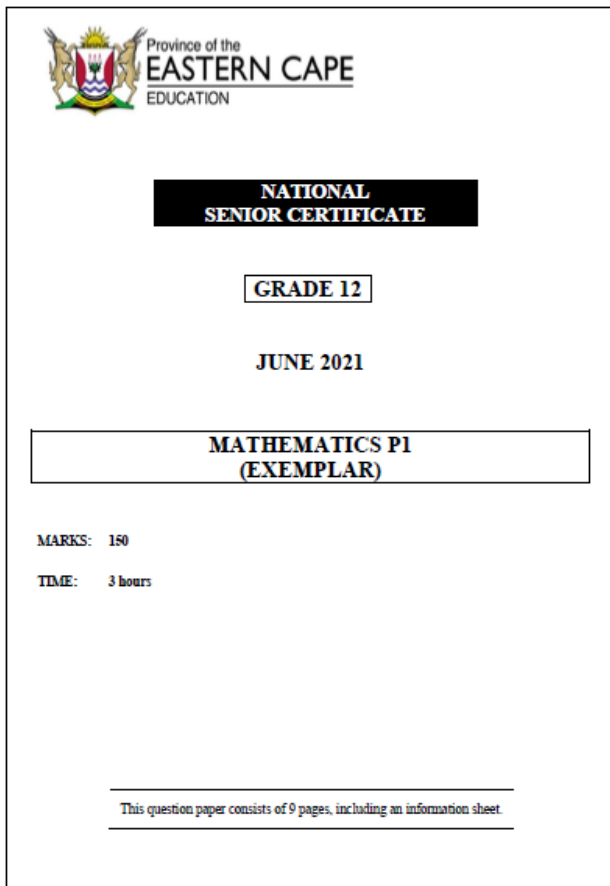 Province of the
EASTERN CAPE
EDUCATION
NATIONAL
SENIOR CERTIFICATE
GRADE 12
JUNE 2021
MATHEMATICS P1
(EXEMPLAR)
MARKS: 150
TIME: 3 hours
This question paper consists of 9 pages, including an information sheet.